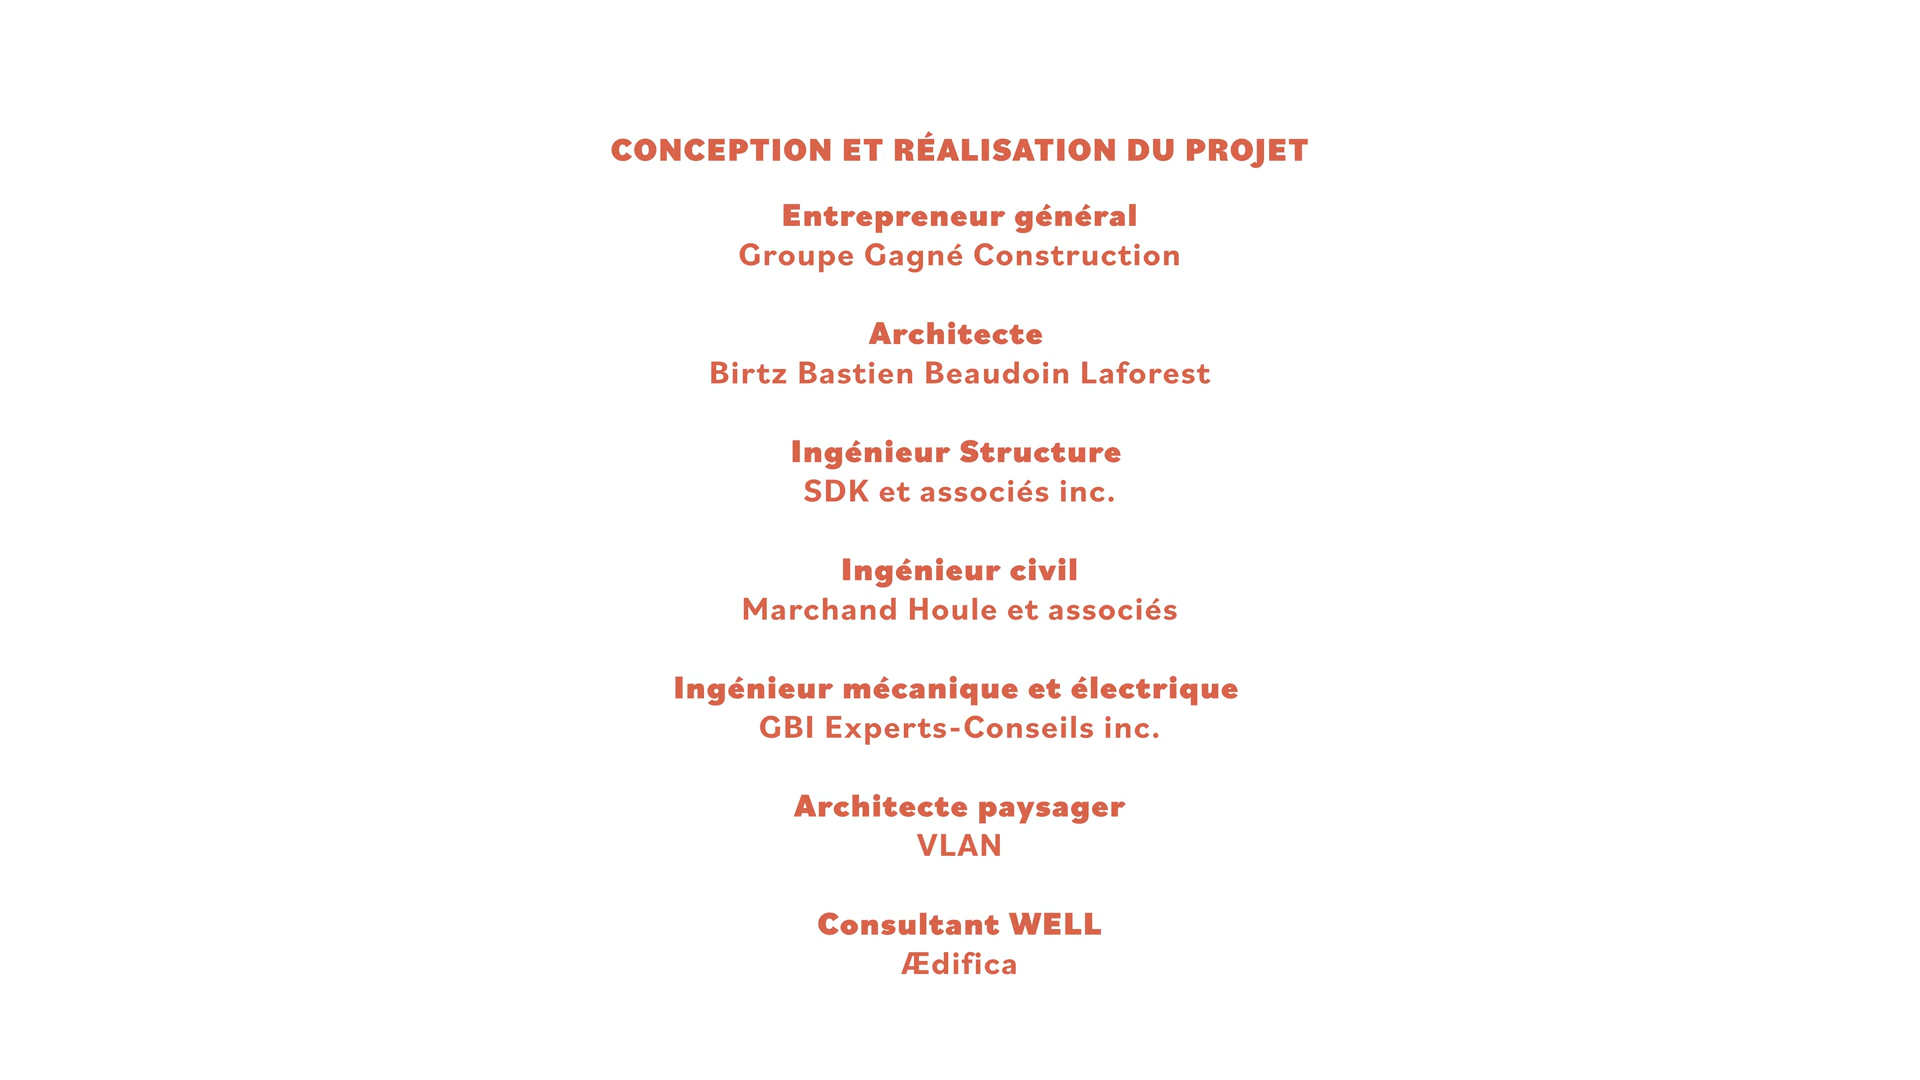 CONCEPTION ET RÉALISATION DU PROJET
Entrepreneur général
Groupe Gagné Construction
Architecte
Birtz Bastien Beaudoin Laforest
Ingénieur Structure
SDK et associés inc.
Ingénieur civil
Marchand Houle et associés
Ingénieur mécanique et électrique
GBI Experts-Conseils inc.
Architecte paysager
VLAN
Consultant WELL
Ædifica